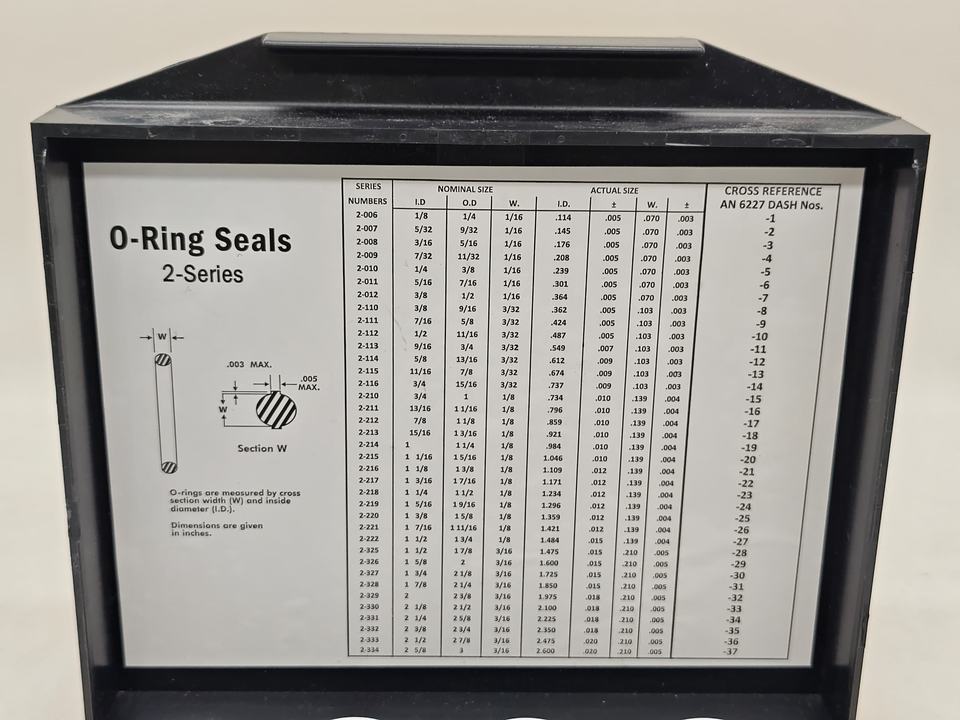 O-Ring Seals
2-Series
W
.003 MAX.
.005
MAX.
W
Section W
O-rings are measured by cross
section width (W) and inside
diameter (I.D.).
Dimensions are given
in inches.
SERIES NOMINAL SIZE ACTUAL SIZE CROSS REFERENCE
NUMBERS I.D O.D W. I.D. ± W. ± AN 6227 DASH Nos.
2-006 1/8 1/4 1/16 .114 .005 .070 .003 -1
2-007 5/32 9/32 1/16 .145 .005 .070 .003 -2
2-008 3/16 5/16 1/16 .176 .005 .070 .003 -3
2-009 7/32 11/32 1/16 .208 .005 .070 .003 -4
2-010 1/4 3/8 1/16 .239 .005 .070 .003 -5
2-011 5/16 7/16 1/16 .301 .005 .070 .003 -6
2-012 3/8 1/2 1/16 .364 .005 .070 .003 -7
2-110 3/8 9/16 3/32 .362 .005 .103 .003 -8
2-111 7/16 5/8 3/32 .424 .005 .103 .003 -9
2-112 1/2 11/16 3/32 .487 .005 .103 .003 -10
2-113 9/16 3/4 3/32 .549 .007 .103 .003 -11
2-114 5/8 13/16 3/32 .612 .009 .103 .003 -12
2-115 11/16 7/8 3/32 .674 .009 .103 .003 -13
2-116 3/4 15/16 3/32 .737 .009 .103 .003 -14
2-210 3/4 1 1/8 .734 .010 .139 .004 -15
2-211 13/16 1 1/16 1/8 .796 .010 .139 .004 -16
2-212 7/8 1 1/8 1/8 .859 .010 .139 .004 -17
2-213 15/16 1 3/16 1/8 .921 .010 .139 .004 -18
2-214 1 1 1/4 1/8 .984 .010 .139 .004 -19
2-215 1 1/16 1 5/16 1/8 1.046 .010 .139 .004 -20
2-216 1 1/8 1 3/8 1/8 1.109 .012 .139 .004 -21
2-217 1 3/16 1 7/16 1/8 1.171 .012 .139 .004 -22
2-218 1 1/4 1 1/2 1/8 1.234 .012 .139 .004 -23
2-219 1 5/16 1 9/16 1/8 1.296 .012 .139 .004 -24
2-220 1 3/8 1 5/8 1/8 1.359 .012 .139 .004 -25
2-221 1 7/16 1 11/16 1/8 1.421 .012 .139 .004 -26
2-222 1 1/2 1 3/4 1/8 1.484 .015 .139 .004 -27
2-325 1 1/2 1 7/8 3/16 1.475 .015 .210 .005 -28
2-326 1 5/8 2 3/16 1.600 .015 .210 .005 -29
2-327 1 3/4 2 1/8 3/16 1.725 .015 .210 .005 -30
2-328 1 7/8 2 1/4 3/16 1.850 .015 .210 .005 -31
2-329 2 2 3/8 3/16 1.975 .018 .210 .005 -32
2-330 2 1/8 2 1/2 3/16 2.100 .018 .210 .005 -33
2-331 2 1/4 2 5/8 3/16 2.225 .018 .210 .005 -34
2-332 2 3/8 2 3/4 3/16 2.350 .018 .210 .005 -35
2-333 2 1/2 2 7/8 3/16 2.475 .020 .210 .005 -36
2-334 2 5/8 3 3/16 2.600 .020 .210 .005 -37